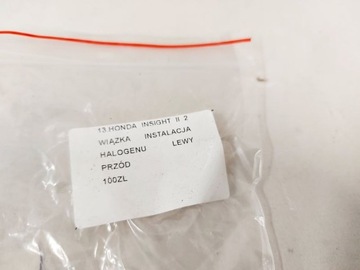 13.HONDA INSIGHT II 2
WIĄZKA INSTALACJA
HALOGENU LEWY
PRZÓD
100ZL